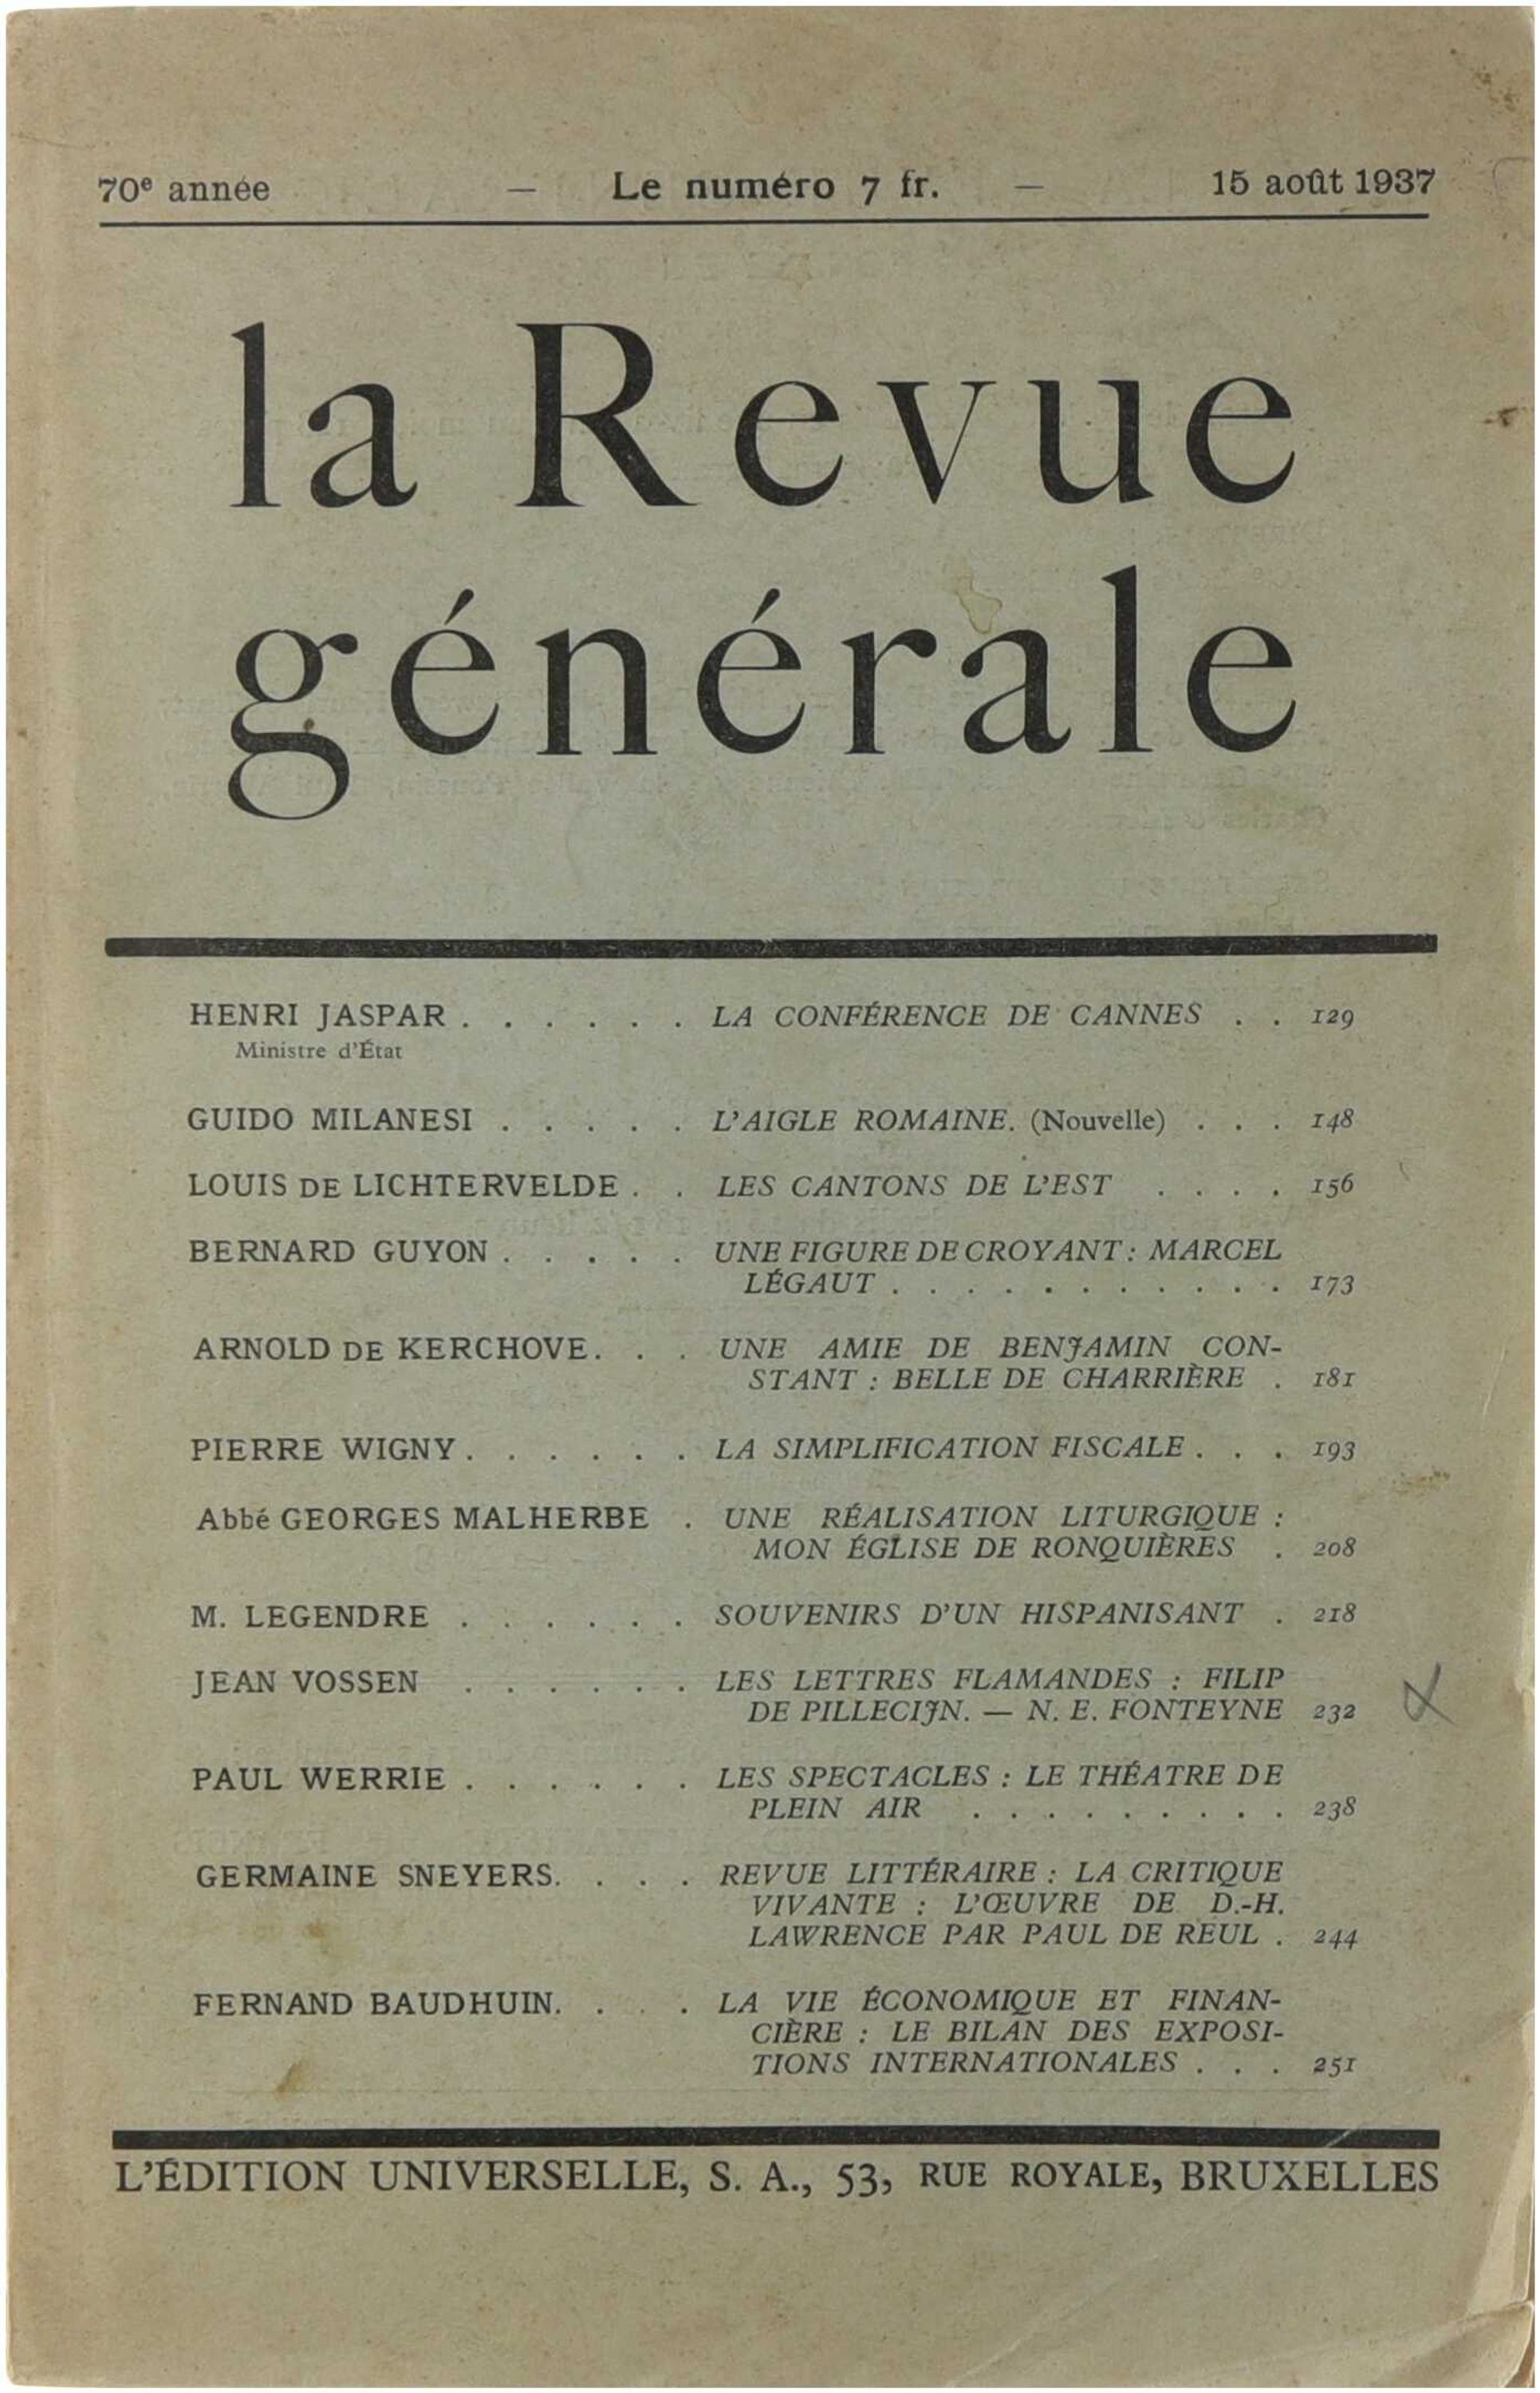 70e année — Le numéro 7 fr. — 15 août 1937
la Revue
générale
HENRI JASPAR . . . . . . LA CONFÉRENCE DE CANNES . . 129
Ministre d'État
GUIDO MILANESI . . . . . L'AIGLE ROMAINE. (Nouvelle) . . . 148
LOUIS DE LICHTERVELDE . . LES CANTONS DE L'EST . . . . 156
BERNARD GUYON . . . . . UNE FIGURE DE CROYANT : MARCEL
LÉGAUT . . . . . . . . . . . 173
ARNOLD DE KERCHOVE. . . UNE AMIE DE BENJAMIN CON-
STANT : BELLE DE CHARRIÈRE . 181
PIERRE WIGNY . . . . . . LA SIMPLIFICATION FISCALE . . . 193
Abbé GEORGES MALHERBE . UNE RÉALISATION LITURGIQUE :
MON ÉGLISE DE RONQUIÈRES . 208
M. LEGENDRE . . . . . . SOUVENIRS D'UN HISPANISANT . 218
JEAN VOSSEN . . . . . . LES LETTRES FLAMANDES : FILIP
DE PILLECIJN. — N. E. FONTEYNE 232
PAUL WERRIE . . . . . . LES SPECTACLES : LE THÉATRE DE
PLEIN AIR . . . . . . . . . 238
GERMAINE SNEYERS. . . . REVUE LITTÉRAIRE : LA CRITIQUE
VIVANTE : L'ŒUVRE DE D.-H.
LAWRENCE PAR PAUL DE REUL . 244
FERNAND BAUDHUIN. . . . LA VIE ÉCONOMIQUE ET FINAN-
CIÈRE : LE BILAN DES EXPOSI-
TIONS INTERNATIONALES . . . 251
L'ÉDITION UNIVERSELLE, S. A., 53, RUE ROYALE, BRUXELLES